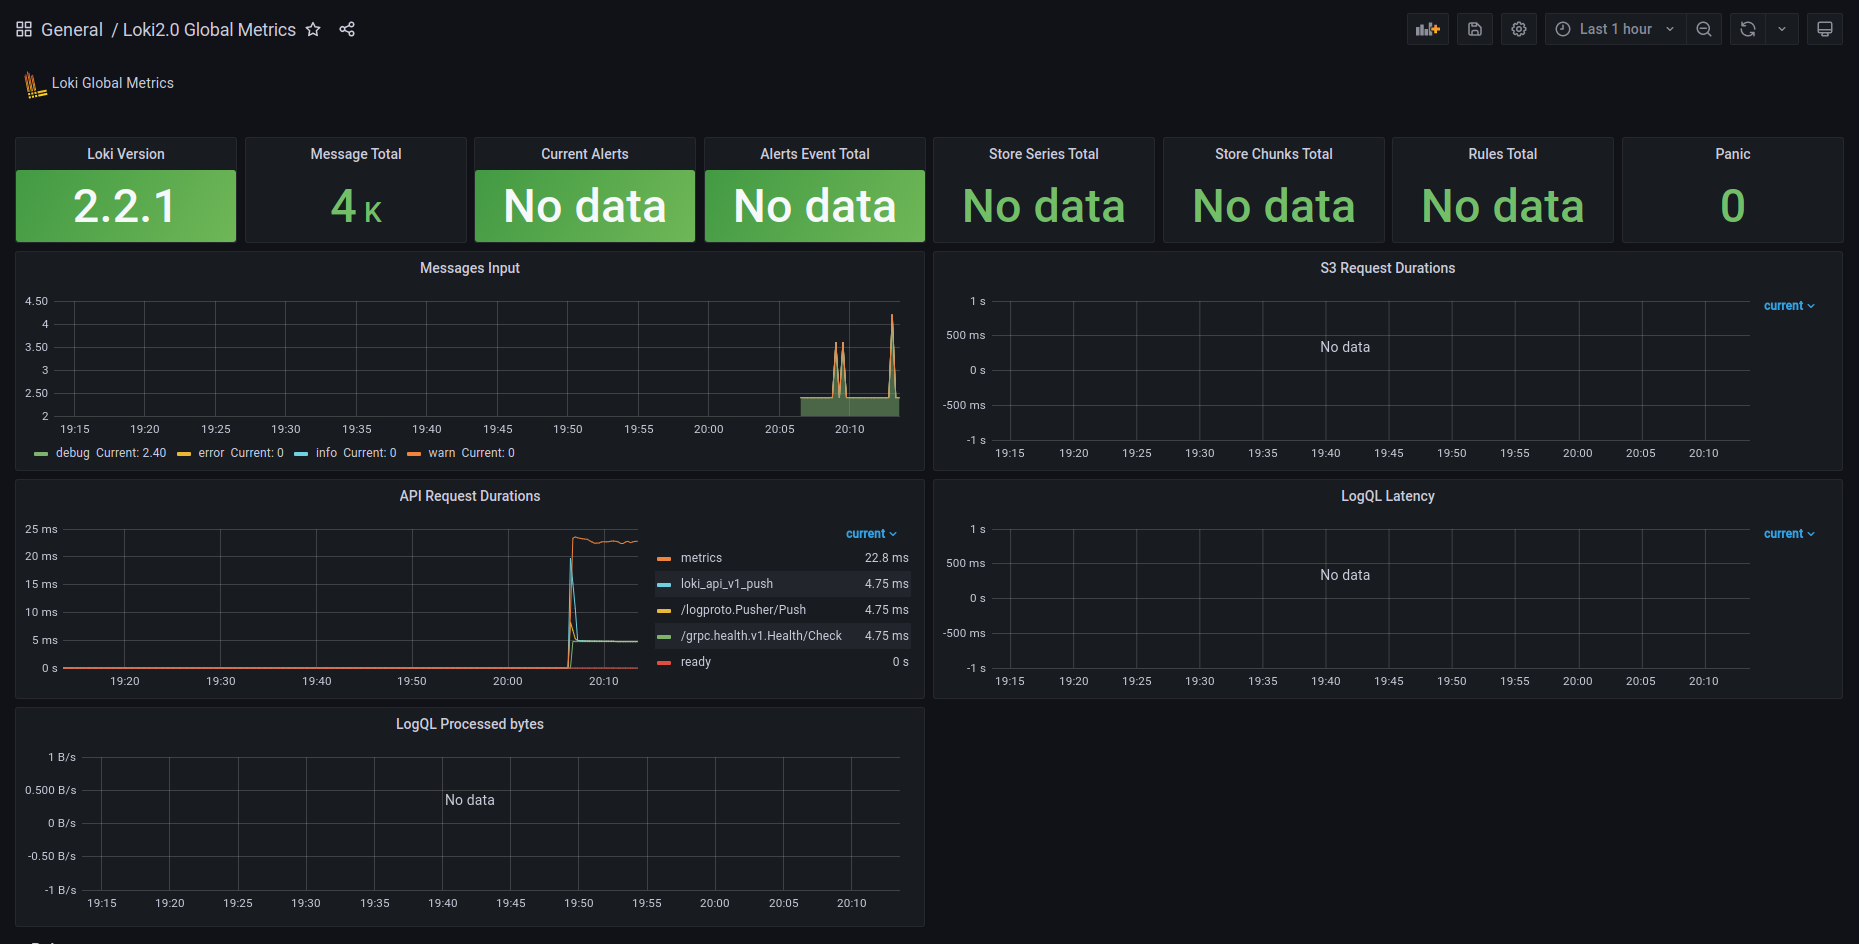 General / Loki2.0 Global Metrics
Last 1 hour
Loki Global Metrics
Loki Version
2.2.1
Message Total
4 K
Current Alerts
No data
Alerts Event Total
No data
Store Series Total
No data
Store Chunks Total
No data
Rules Total
No data
Panic
0
Messages Input
4.50
4
3.50
3
2.50
2
19:15 19:20 19:25 19:30 19:35 19:40 19:45 19:50 19:55 20:00 20:05 20:10
debug Current: 2.40 error Current: 0 info Current: 0 warn Current: 0
S3 Request Durations
1 s
500 ms
0 s
-500 ms
-1 s
No data
current
19:15 19:20 19:25 19:30 19:35 19:40 19:45 19:50 19:55 20:00 20:05 20:10
API Request Durations
25 ms
20 ms
15 ms
10 ms
5 ms
0 s
19:20 19:30 19:40 19:50 20:00 20:10
current
metrics 22.8 ms
loki_api_v1_push 4.75 ms
/logproto.Pusher/Push 4.75 ms
/grpc.health.v1.Health/Check 4.75 ms
ready 0 s
LogQL Latency
1 s
500 ms
0 s
-500 ms
-1 s
No data
current
19:15 19:20 19:25 19:30 19:35 19:40 19:45 19:50 19:55 20:00 20:05 20:10
LogQL Processed bytes
1 B/s
0.500 B/s
0 B/s
-0.50 B/s
-1 B/s
No data
19:15 19:20 19:25 19:30 19:35 19:40 19:45 19:50 19:55 20:00 20:05 20:10